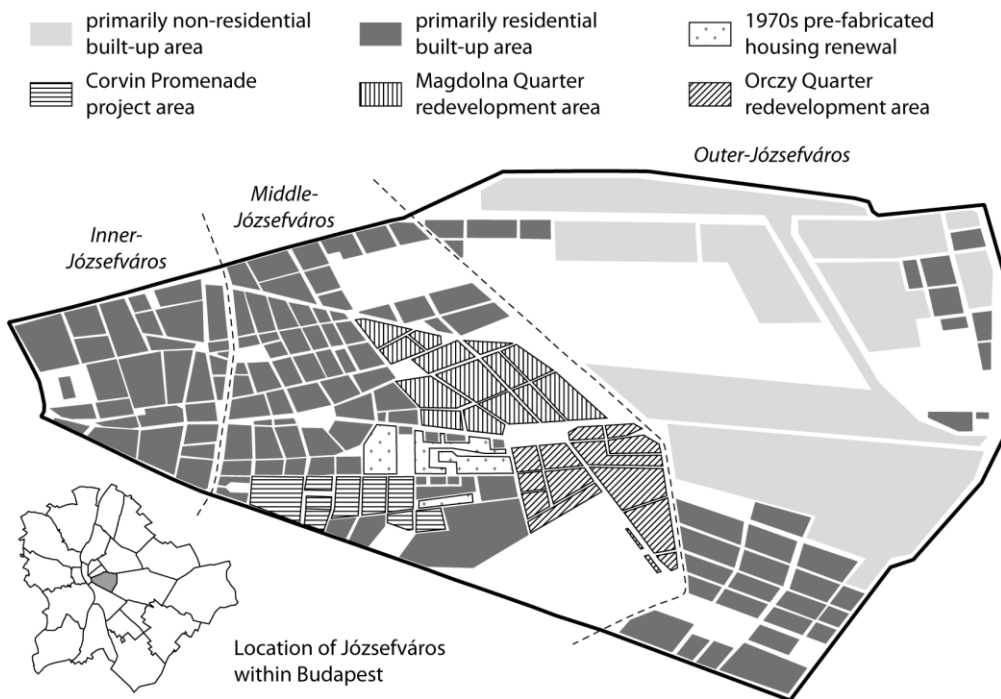 primarily non-residential
built-up area
primarily residential
built-up area
1970s pre-fabricated
housing renewal
Corvin Promenade
project area
Magdolna Quarter
redevelopment area
Orczy Quarter
redevelopment area
Outer-Józsefváros
Middle-
Józsefváros
Inner-
Józsefváros
Location of Józsefváros
within Budapest